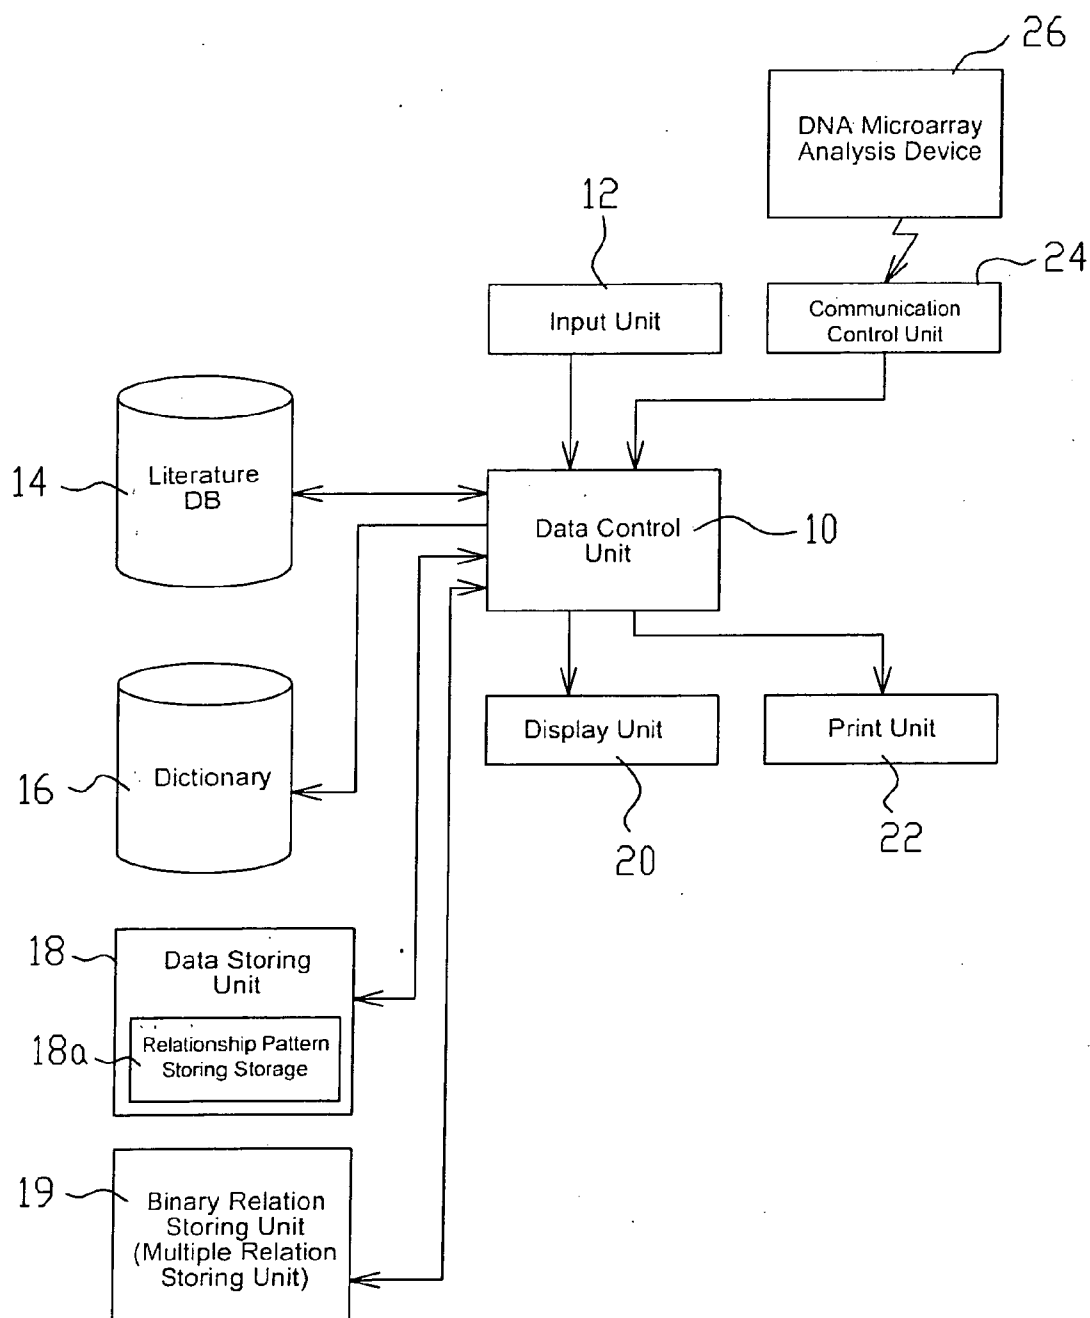 26
DNA Microarray
Analysis Device
12
24
Input Unit
Communication
Control Unit
14
Literature
DB
Data Control
Unit
10
16
Dictionary
Display Unit
Print Unit
20
22
18
Data Storing
Unit
18a
Relationship Pattern
Storing Storage
19
Binary Relation
Storing Unit
(Multiple Relation
Storing Unit)